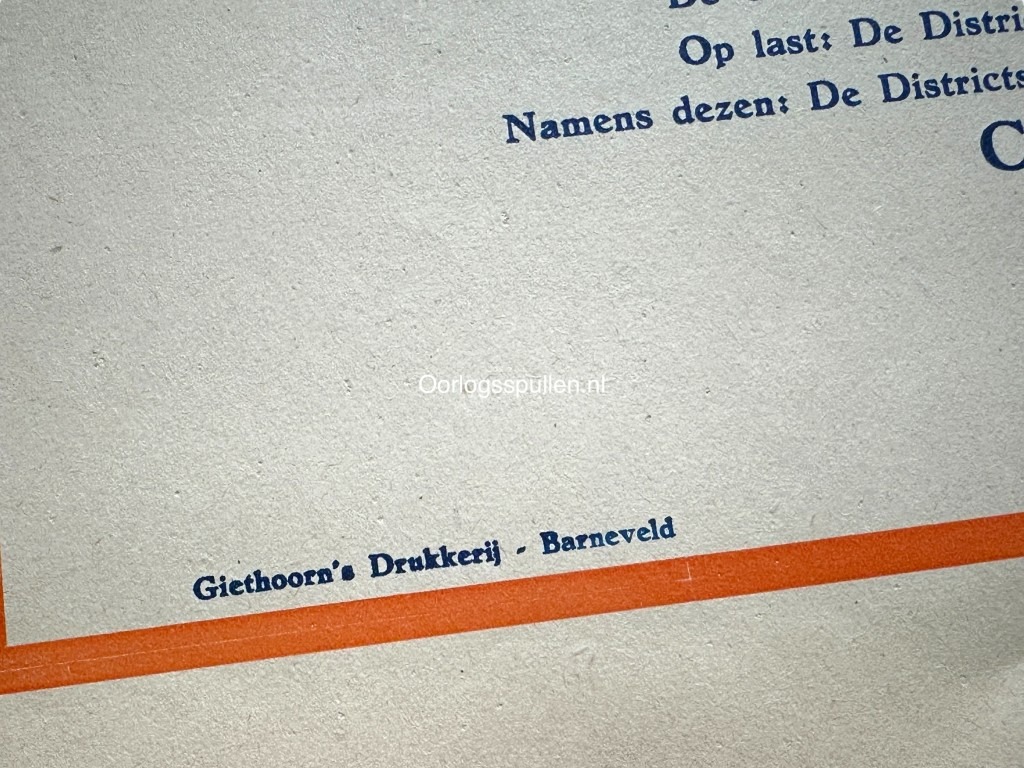 Op last: De Distri
Namens dezen: De Districts
C
Oorlogsspullen.nl
Giethoorn's Drukkerij - Barneveld